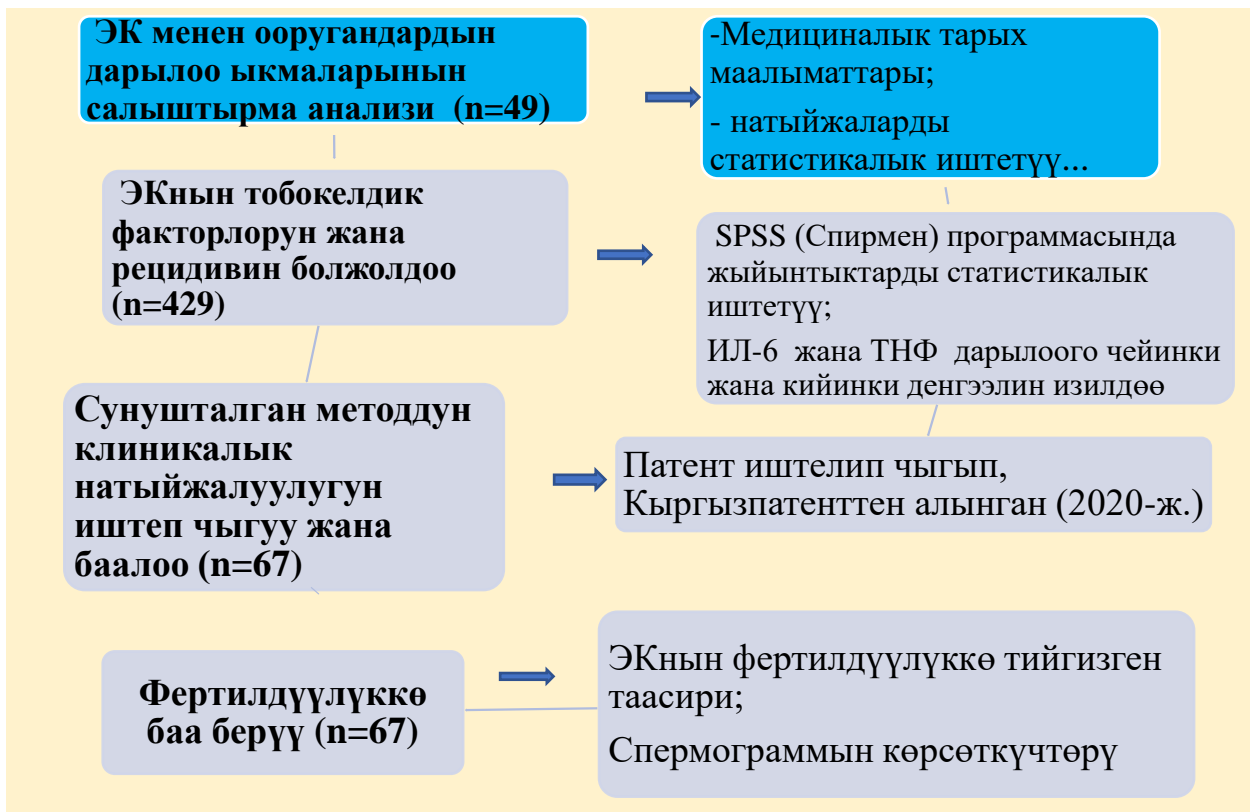 ЭК менен ооругандардын
дарылоо ыкмаларынын
салыштырма анализи (n=49)
-Медициналык тарых
маалыматтары;
- натыйжаларды
статистикалык иштетүү...
ЭКнын тобокелдик
факторлорун жана
рецидивин болжолдоо
(n=429)
SPSS (Спирмен) программасында
жыйынтыктарды статистикалык
иштетүү;
ИЛ-6 жана ТНФ дарылоого чейинки
жана кийинки денгээлин изилдөө
Сунушталган методдун
клиникалык
натыйжалуулугун
иштеп чыгуу жана
баалоо (n=67)
Патент иштелип чыгып,
Кыргызпатенттен алынган (2020-ж.)
Фертилдүүлүккө
баа берүү (n=67)
ЭКнын фертилдүүлүккө тийгизген
таасири;
Спермограммын көрсөткүчтөрү